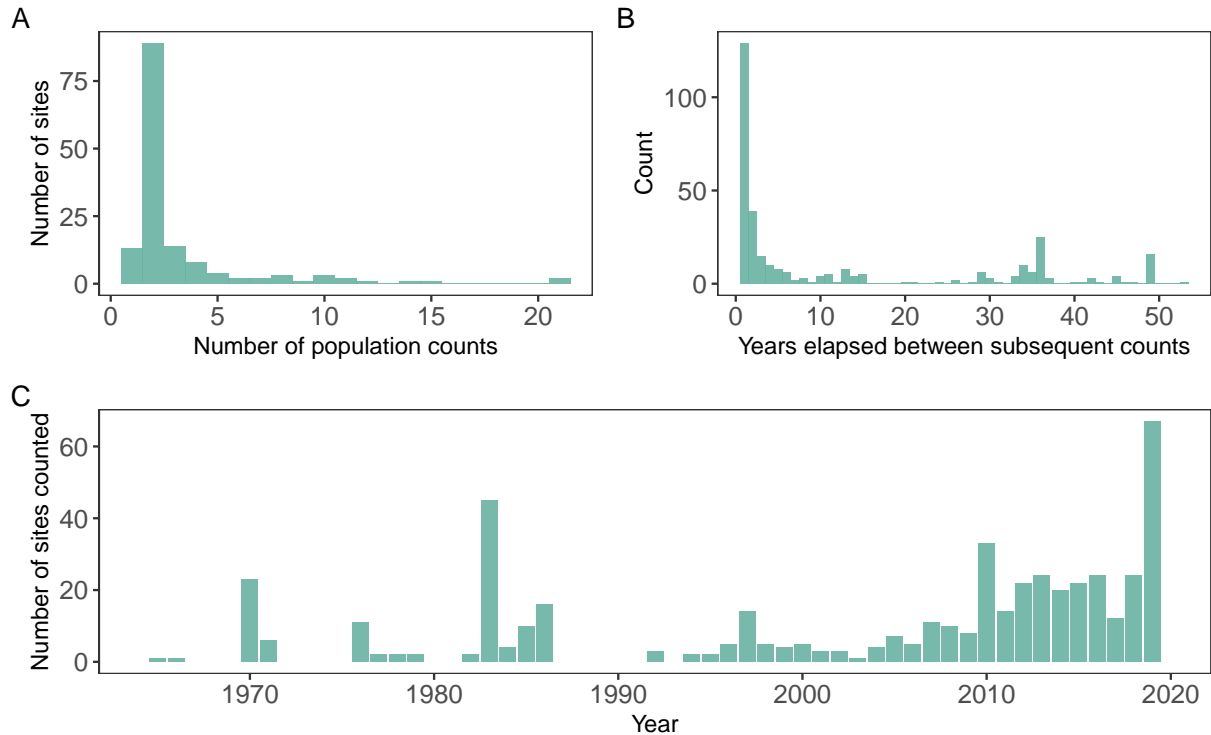 A
Number of sites
75
50
25
0
0 5 10 15 20
Number of population counts
B
Count
100
50
0
0 10 20 30 40 50
Years elapsed between subsequent counts
C
Number of sites counted
60
40
20
0
1970 1980 1990 2000 2010 2020
Year